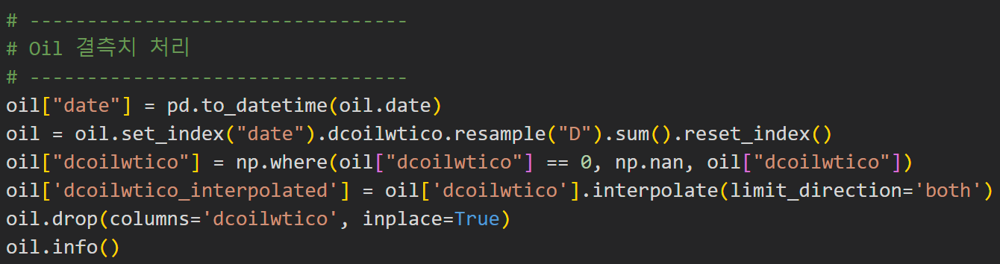 # ---------------------------------
# Oil 결측치 처리
# ---------------------------------
oil["date"] = pd.to_datetime(oil.date)
oil = oil.set_index("date").dcoilwtico.resample("D").sum().reset_index()
oil["dcoilwtico"] = np.where(oil["dcoilwtico"] == 0, np.nan, oil["dcoilwtico"])
oil['dcoilwtico_interpolated'] = oil['dcoilwtico'].interpolate(limit_direction='both')
oil.drop(columns='dcoilwtico', inplace=True)
oil.info()